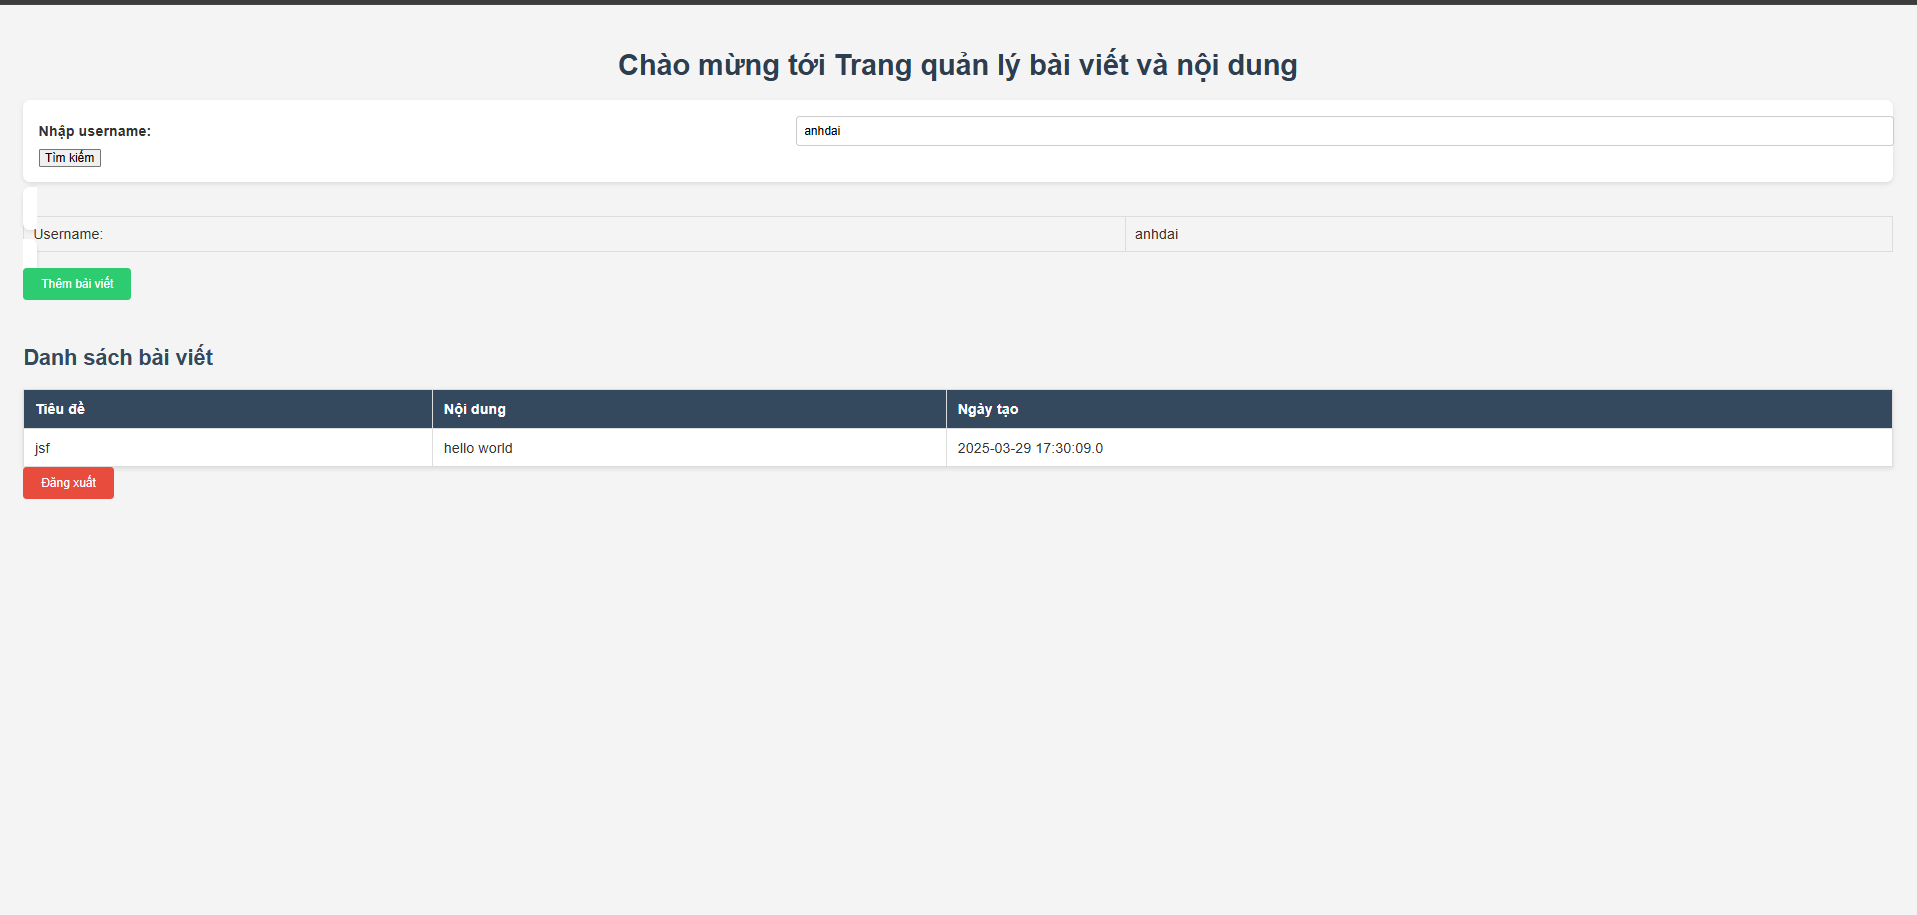 Chào mừng tới Trang quản lý bài viết và nội dung
Nhập username: anhdai
Tìm kiếm
Username: anhdai
Thêm bài viết
Danh sách bài viết
Tiêu đề Nội dung Ngày tạo
jsf hello world 2025-03-29 17:30:09.0
Đăng xuất